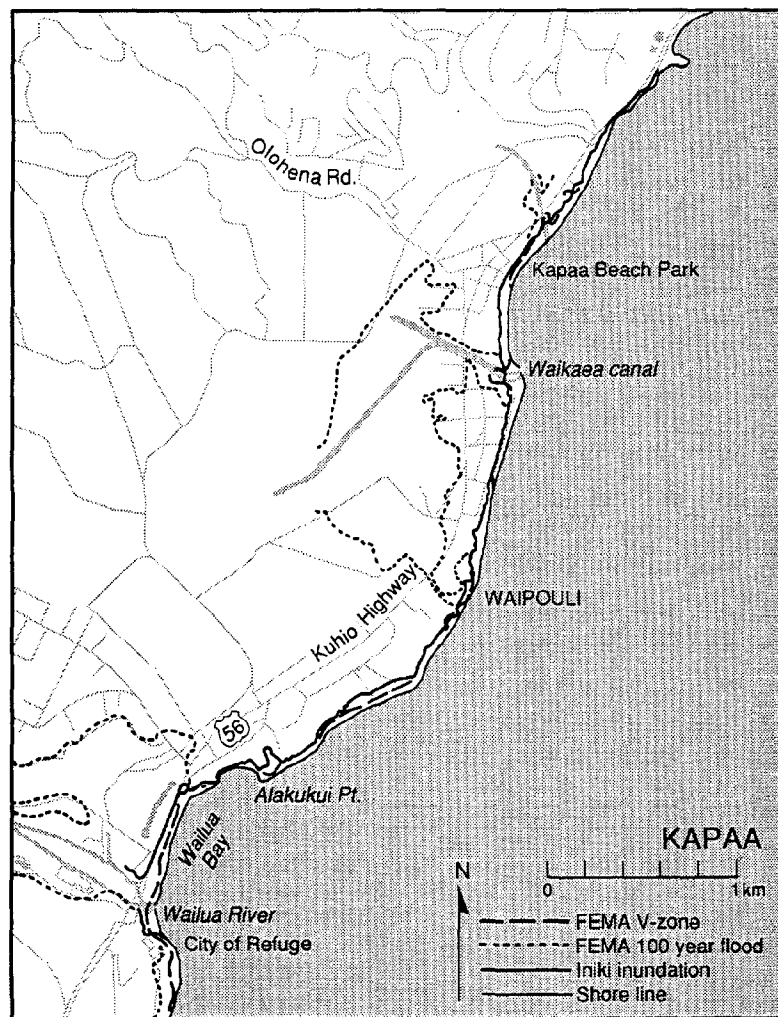 Olohena Rd.
Kapaa Beach Park
Waikaea canal
WAIPOULI
Kuhio Highway
56
Alakukui Pt.
Wailua
Bay
KAPAA
N
0
1 km
Wailua River
City of Refuge
FEMA V-zone
FEMA 100 year flood
Iniki inundation
Shore line